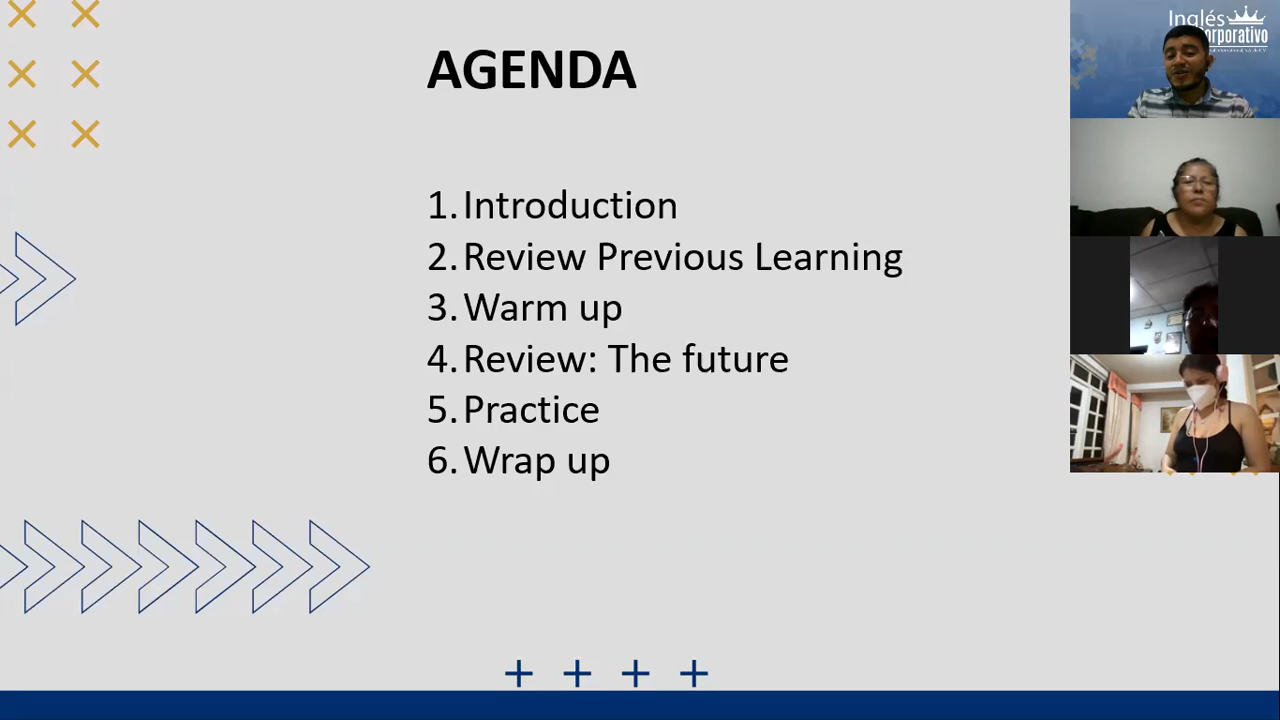 AGENDA
1. Introduction
2. Review Previous Learning
3. Warm up
4. Review: The future
5. Practice
6. Wrap up
Inglés